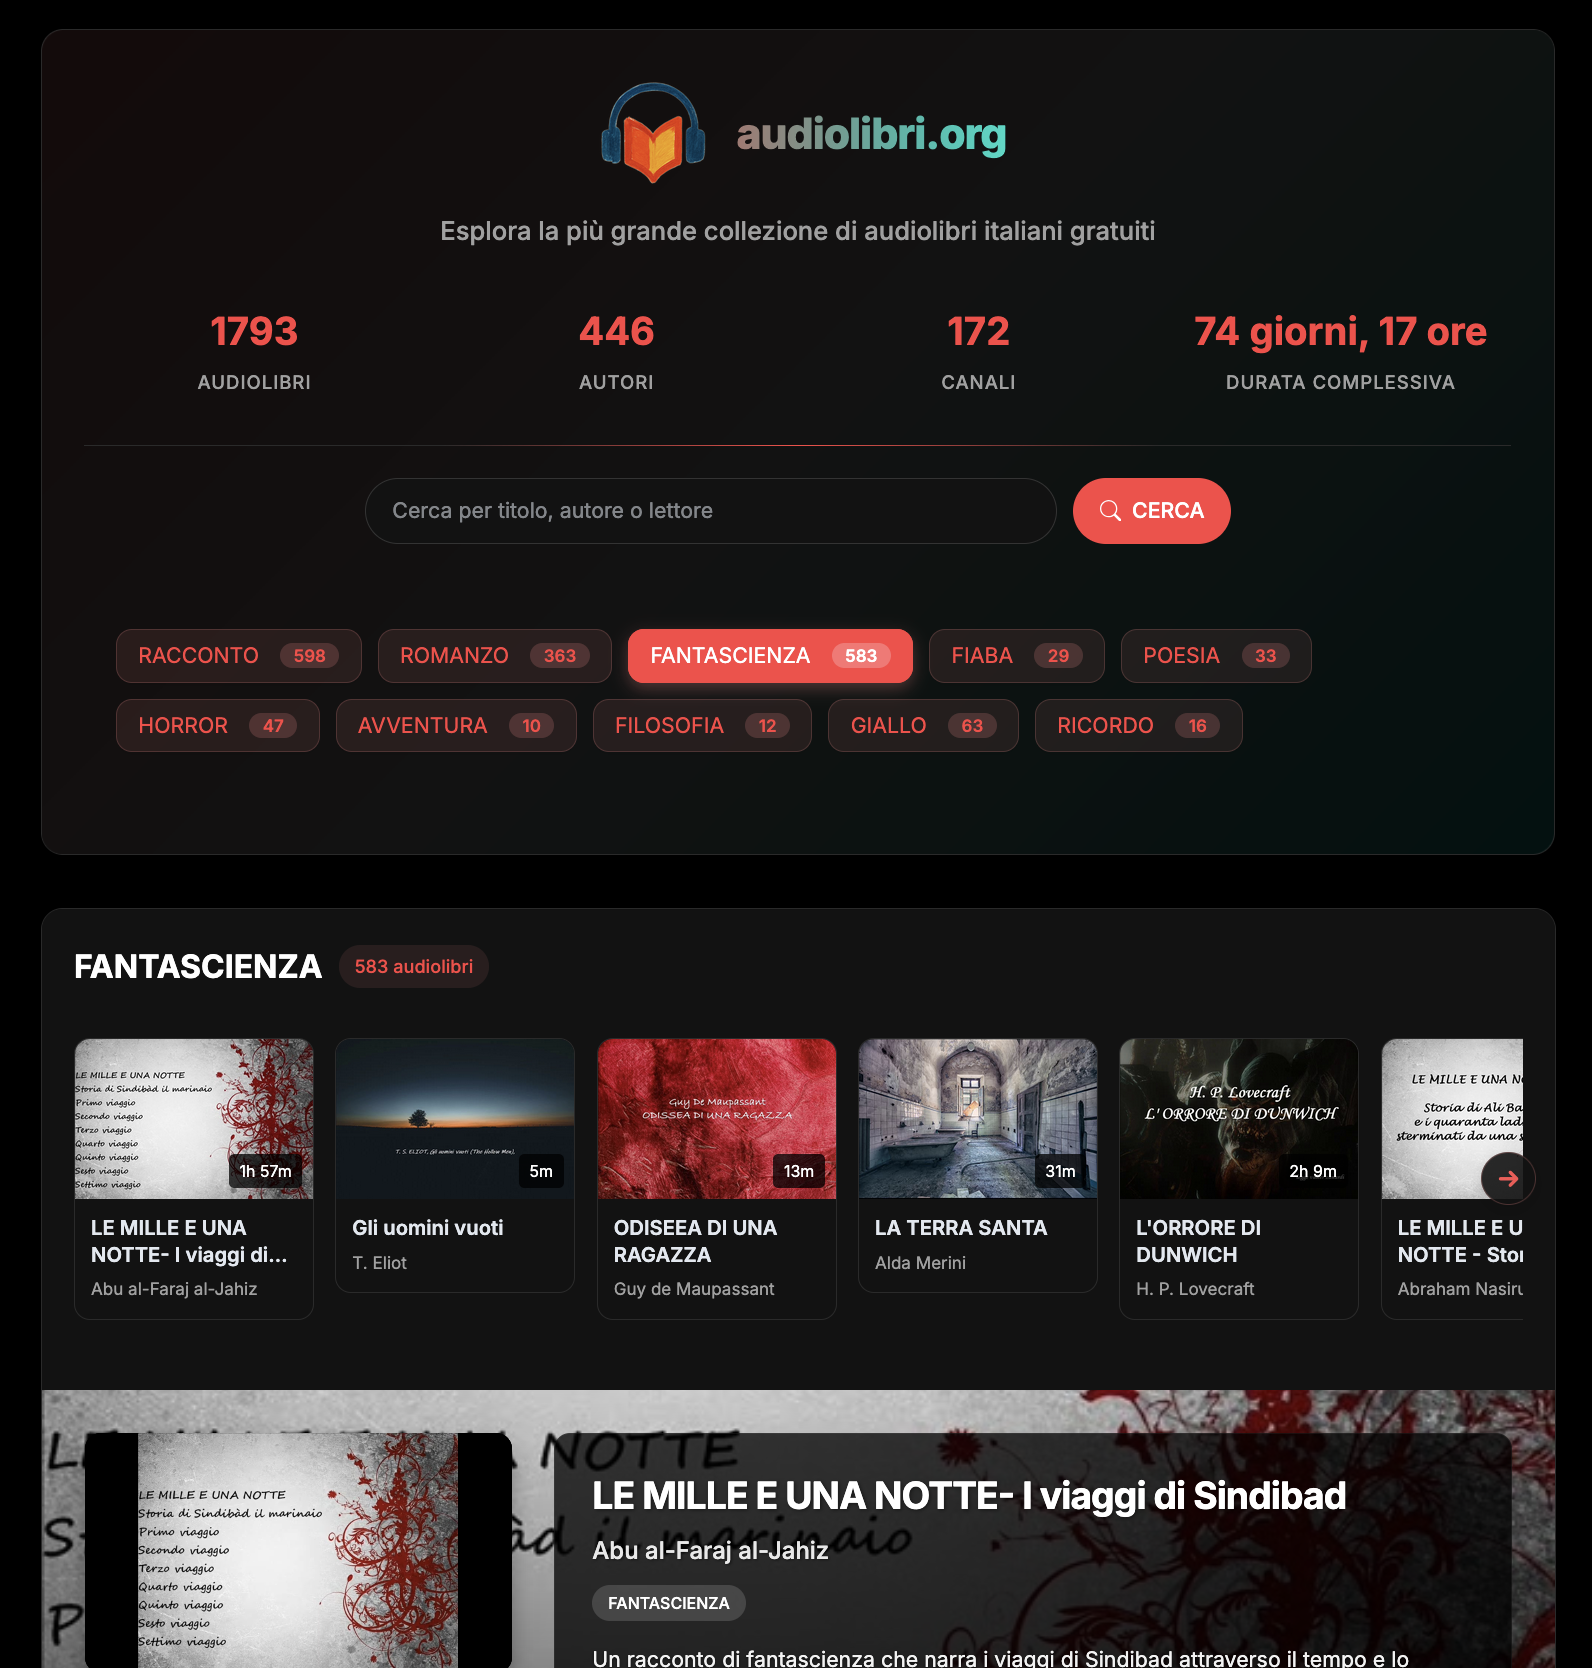 audiolibri.org
Esplora la più grande collezione di audiolibri italiani gratuiti
1793
AUDIOLIBRI
446
AUTORI
172
CANALI
74 giorni, 17 ore
DURATA COMPLESSIVA
Cerca per titolo, autore o lettore
CERCA
RACCONTO 598
ROMANZO 363
FANTASCIENZA 583
FIABA 29
POESIA 33
HORROR 47
AVVENTURA 10
FILOSOFIA 12
GIALLO 63
RICORDO 16
FANTASCIENZA 583 audiolibri
LE MILLE E UNA NOTTE
Storia di Sindibàd il marinaio
Primo viaggio
Secondo viaggio
Terzo viaggio
Quarto viaggio
Quinto viaggio
Sesto viaggio
Settimo viaggio
1h 57m
LE MILLE E UNA
NOTTE- I viaggi di...
Abu al-Faraj al-Jahiz
T. S. ELIOT, Gli uomini vuoti (The Hollow Men),
5m
Gli uomini vuoti
T. Eliot
Guy De Maupassant
ODISSEA DI UNA RAGAZZA
13m
ODISEEA DI UNA
RAGAZZA
Guy de Maupassant
31m
LA TERRA SANTA
Alda Merini
H. P. Lovecraft
L'ORRORE DI DUNWICH
2h 9m
L'ORRORE DI
DUNWICH
H. P. Lovecraft
LE MILLE E UNA NO
Storia di Ali Ba
e i quaranta lad
sterminati da una s
LE MILLE E U
NOTTE - Stor
Abraham Nasiru
LE MILLE E UNA NOTTE
Storia di Sindibàd il marinaio
Primo viaggio
Secondo viaggio
Terzo viaggio
Quarto viaggio
Quinto viaggio
Sesto viaggio
Settimo viaggio
NOTTE
àd il marinaio
LE MILLE E UNA NOTTE- I viaggi di Sindibad
Abu al-Faraj al-Jahiz
FANTASCIENZA
Un racconto di fantascienza che narra i viaggi di Sindibad attraverso il tempo e lo